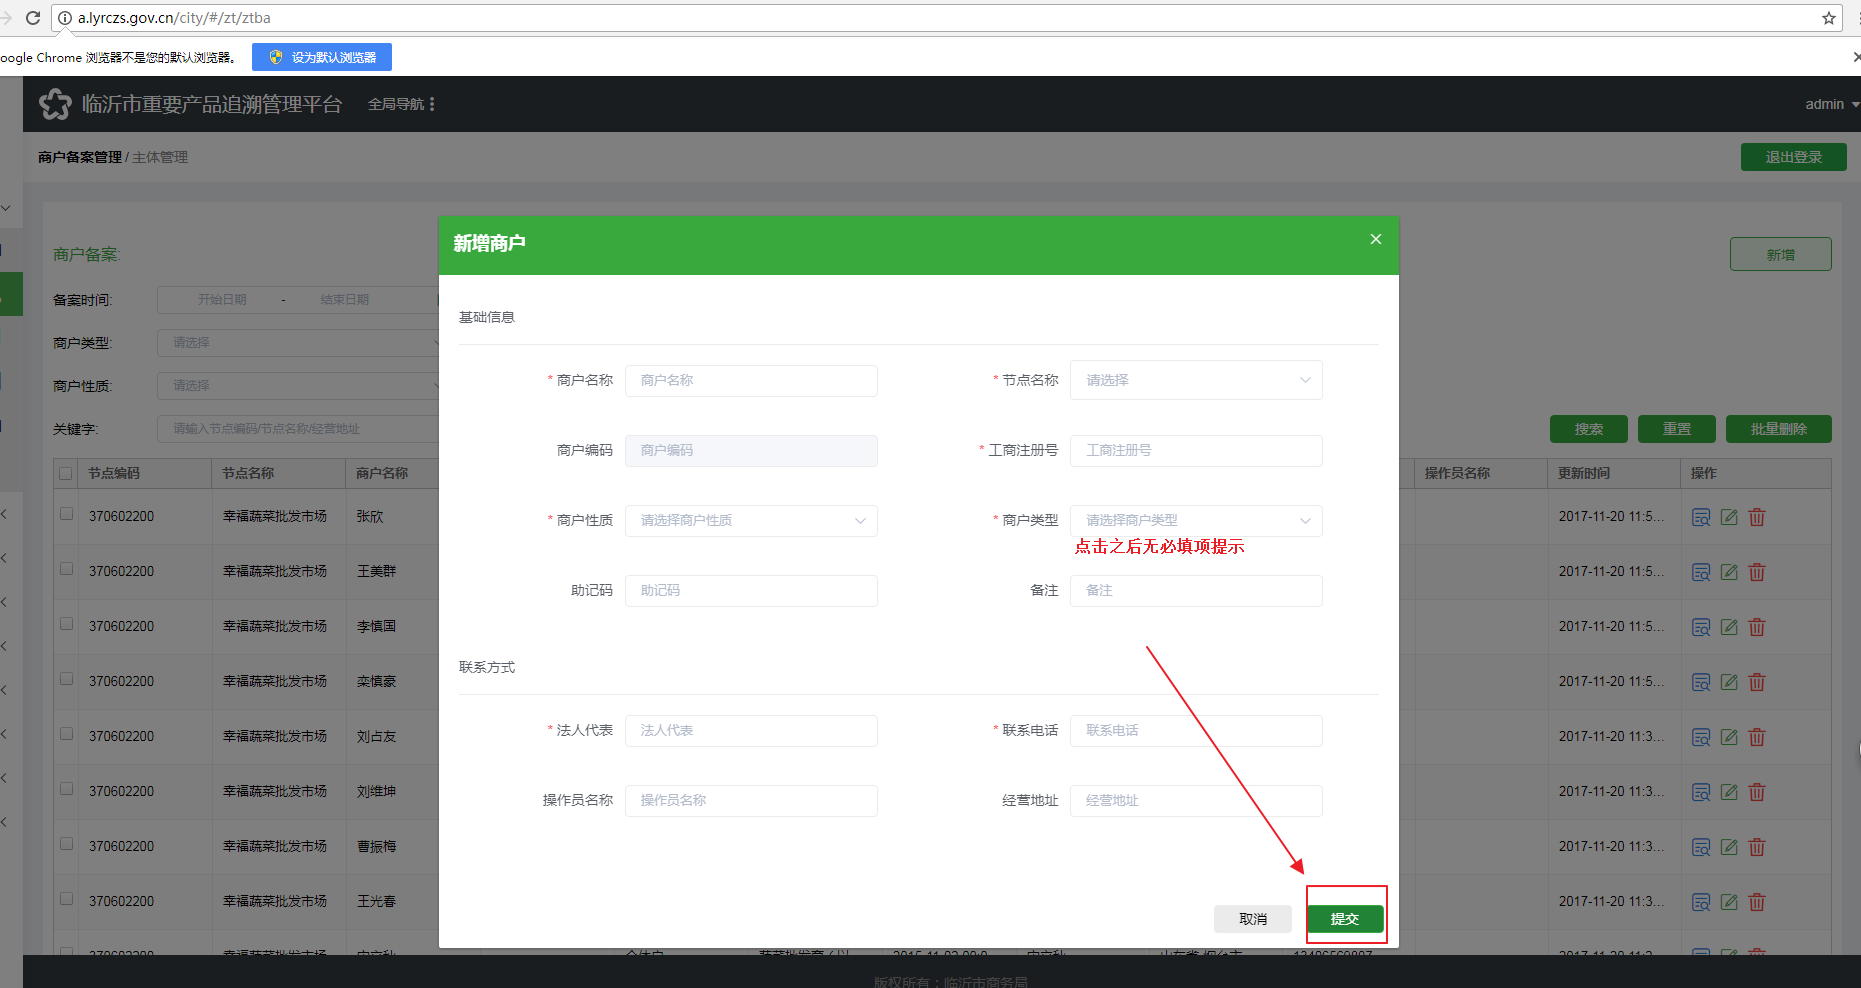 a.lyrczs.gov.cn/city/#/zt/ztba
oogle Chrome 浏览器不是您的默认浏览器。 设为默认浏览器
临沂市重要产品追溯管理平台 全局导航 admin
商户备案管理 / 主体管理 退出登录
商户备案: 新增
备案时间: 开始日期 - 结束日期
商户类型: 请选择
商户性质: 请选择
关键字: 请输入节点编码/节点名称/经营地址
搜索 重置 批量删除
新增商户
基础信息
* 商户名称 商户名称 * 节点名称 请选择
商户编码 商户编码 * 工商注册号 工商注册号
* 商户性质 请选择商户性质 * 商户类型 请选择商户类型
点击之后无必填项提示
助记码 助记码 备注 备注
联系方式
* 法人代表 法人代表 * 联系电话 联系电话
操作员名称 操作员名称 经营地址 经营地址
取消 提交
节点编码 节点名称 商户名称 操作员名称 更新时间 操作
370602200 幸福蔬菜批发市场 张欣 2017-11-20 11:5...
370602200 幸福蔬菜批发市场 王美群 2017-11-20 11:5...
370602200 幸福蔬菜批发市场 李慎国 2017-11-20 11:5...
370602200 幸福蔬菜批发市场 栾慎豪 2017-11-20 11:5...
370602200 幸福蔬菜批发市场 刘占友 2017-11-20 11:3...
370602200 幸福蔬菜批发市场 刘维坤 2017-11-20 11:3...
370602200 幸福蔬菜批发市场 曹振梅 2017-11-20 11:3...
370602200 幸福蔬菜批发市场 王光春 2017-11-20 11:3...
版权所有：临沂市商务局